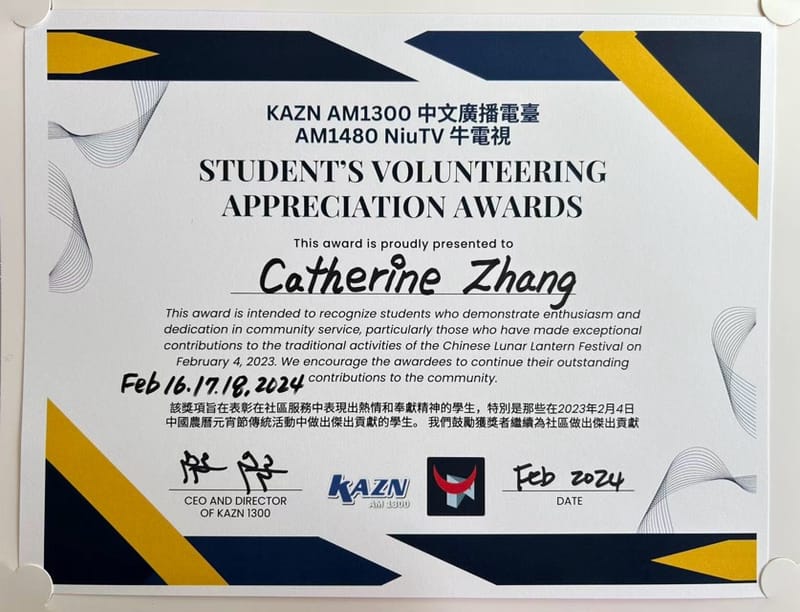 KAZN AM1300 中文廣播電臺
AM1480 NiuTV 牛電視
STUDENT'S VOLUNTEERING
APPRECIATION AWARDS
This award is proudly presented to
Catherine Zhang
This award is intended to recognize students who demonstrate enthusiasm and
dedication in community service, particularly those who have made exceptional
contributions to the traditional activities of the Chinese Lunar Lantern Festival on
February 4, 2023. We encourage the awardees to continue their outstanding
Feb 16.17.18, 2024 contributions to the community.
該獎項旨在表彰在社區服務中表現出熱情和奉獻精神的學生，特別是那些在2023年2月4日
中國農曆元宵節傳統活動中做出傑出貢獻的學生。 我們鼓勵獲獎者繼續為社區做出傑出貢獻
CEO AND DIRECTOR
OF KAZN 1300
KAZN
AM 1300
Feb 2024
DATE